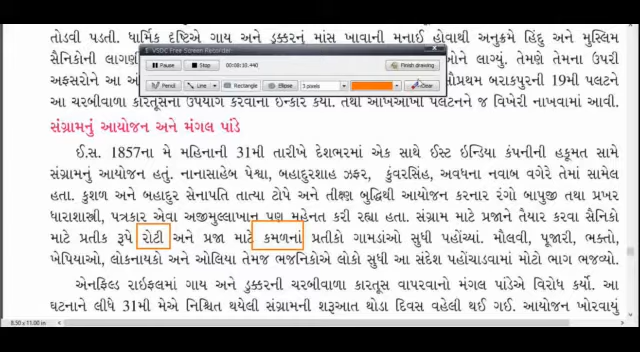 તોડવી પડતી. ધાર્મિક દૃષ્ટિએ ગાય અને ડુક્કરનું માંસ ખાવાની મનાઈ હોવાથી અનુક્રમે હિંદુ અને મુસ્લિમ
સૈનિકોની લાગણી
VSDC Free Screen Recorder
ઓને લાગ્યું. તેમણે તેમના ઉપરી
Pause
Stop
00:08:10.440
Finish drawing
અફસરોને આ અં
સૌપ્રથમ બરાકપુરની 19મી પલટને
Pencil
Line
Rectangle
Ellipse
3 pixels
Clear
આ ચરબીવાળા કારતૂસનો ઉપયોગ કરવાનો ઇન્કાર કર્યો. તથા આખેઆખી પલટનને જ વિખેરી નાખવામાં આવી.
સંગ્રામનું આયોજન અને મંગલ પાંડે
ઈ.સ. 1857ના મે મહિનાની 31મી તારીખે દેશભરમાં એક સાથે ઈસ્ટ ઇન્ડિયા કંપનીની હકૂમત સામે
સંગ્રામનું આયોજન હતું. નાનાસાહેબ પેશ્વા, બહાદુરશાહ ઝફર, કુંવરસિંહ, અવધના નવાબ વગેરે તેમાં સામેલ
હતા. કુશળ અને બહાદુર સેનાપતિ તાત્યા ટોપે અને તીક્ષ્ણ બુદ્ધિથી આયોજન કરનાર રંગો બાપુજી તથા પ્રખર
ધારાશાસ્ત્રી, પત્રકાર એવા અજીમુલ્લાખાન પણ મહેનત કરી રહ્યા હતા. સંગ્રામ માટે પ્રજાને તૈયાર કરવા સૈનિકો
માટે પ્રતીક રૂપે રોટી અને પ્રજા માટે કમળનાં પ્રતીકો ગામડાંઓ સુધી પહોંચ્યાં. મૌલવી, પૂજારી, ભક્તો,
ખેપિયાઓ, લોકનાયકો અને ઓલિયા તેમજ ભજનિકોએ લોકો સુધી આ સંદેશ પહોંચાડવામાં મોટો ભાગ ભજવ્યો.
એનફિલ્ડ રાઇફલમાં ગાય અને ડુક્કરની ચરબીવાળા કારતૂસ વાપરવાનો મંગલ પાંડેએ વિરોધ કર્યો. આ
ઘટનાને લીધે 31મી મેએ નિશ્ચિત થયેલી સંગ્રામની શરૂઆત થોડા દિવસ વહેલી થઈ ગઈ. આયોજન ખોરવાયું
8.50 x 11.00 in